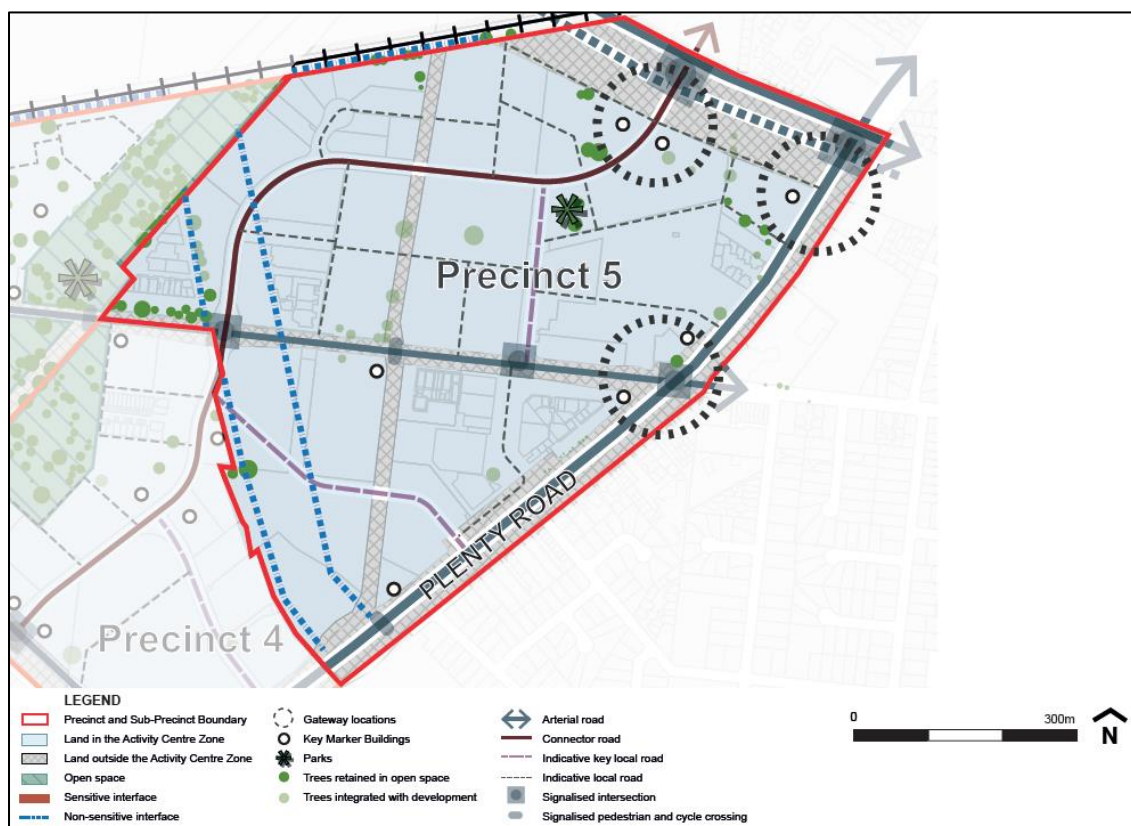 Precinct 5
PLENTY ROAD
Precinct 4
LEGEND
Precinct and Sub-Precinct Boundary
Land in the Activity Centre Zone
Land outside the Activity Centre Zone
Open space
Sensitive interface
Non-sensitive interface
Gateway locations
Key Marker Buildings
Parks
Trees retained in open space
Trees integrated with development
Arterial road
Connector road
Indicative key local road
Indicative local road
Signalised intersection
Signalised pedestrian and cycle crossing
0 300m
N